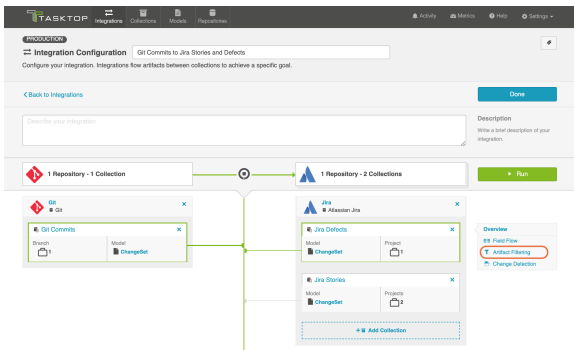 TASKTOP
Integrations
Collections
Models
Repositories
Activity
Metrics
Help
Settings
PRODUCTION
Integration Configuration
Git Commits to Jira Stories and Defects
Configure your integration. Integrations flow artifacts between collections to achieve a specific goal.
Back to Integrations
Done
Describe your integration
Description
Write a brief description of your
integration.
1 Repository - 1 Collection
1 Repository - 2 Collections
Run
Git
Git
Git Commits
Branch
1
Model
ChangeSet
Jira
Atlassian Jira
Jira Defects
Model
ChangeSet
Project
1
Jira Stories
Model
ChangeSet
Projects
2
Add Collection
Overview
Field Flow
Artifact Filtering
Change Detection